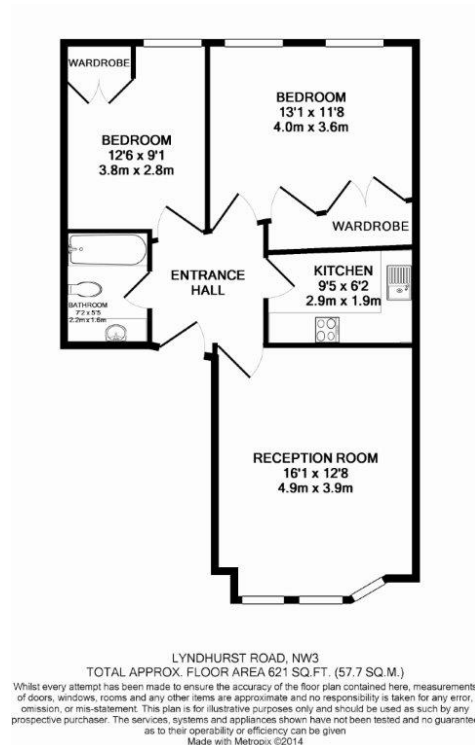 WARDROBE
BEDROOM
13'1 x 11'8
4.0m x 3.6m
BEDROOM
12'6 x 9'1
3.8m x 2.8m
WARDROBE
ENTRANCE
HALL
KITCHEN
9'5 x 6'2
2.9m x 1.9m
BATHROOM
7'2 x 5'5
2.2m x 1.6m
RECEPTION ROOM
16'1 x 12'8
4.9m x 3.9m
LYNDHURST ROAD, NW3
TOTAL APPROX. FLOOR AREA 621 SQ.FT. (57.7 SQ.M.)
Whilst every attempt has been made to ensure the accuracy of the floor plan contained here, measurements
of doors, windows, rooms and any other items are approximate and no responsibility is taken for any error,
omission, or mis-statement. This plan is for illustrative purposes only and should be used as such by any
prospective purchaser. The services, systems and appliances shown have not been tested and no guarantee
as to their operability or efficiency can be given
Made with Metropix ©2014